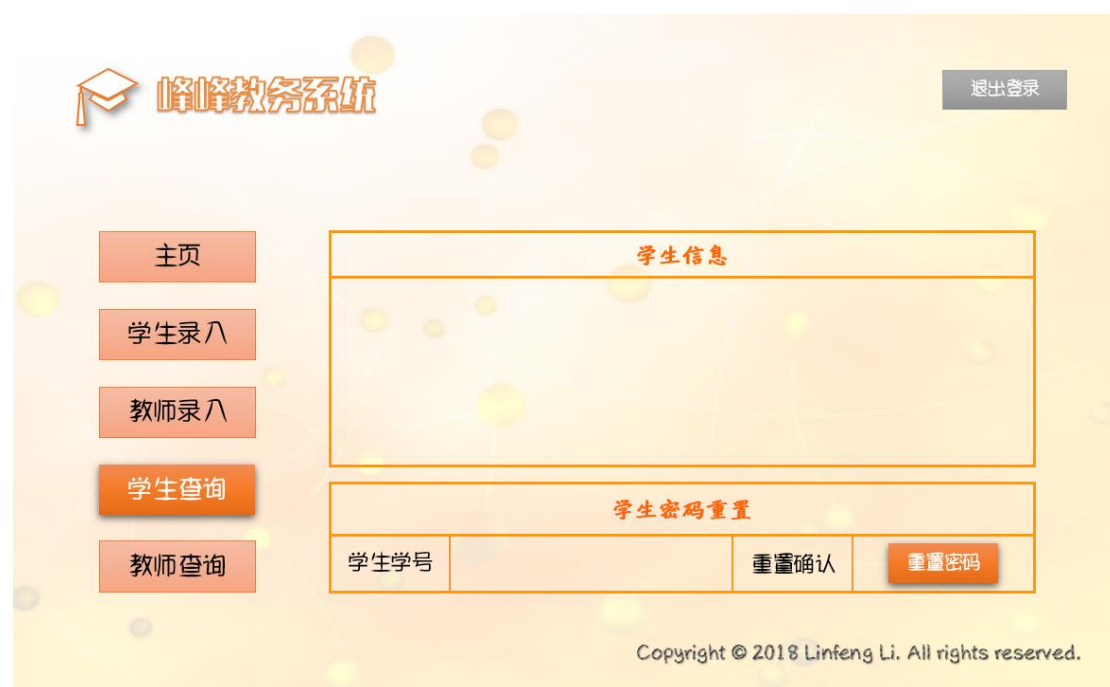 峰峰教务系统
退出登录
主页
学生录入
教师录入
学生查询
教师查询
学生信息
学生密码重置
学生学号
重置确认
重置密码
Copyright © 2018 Linfeng Li. All rights reserved.